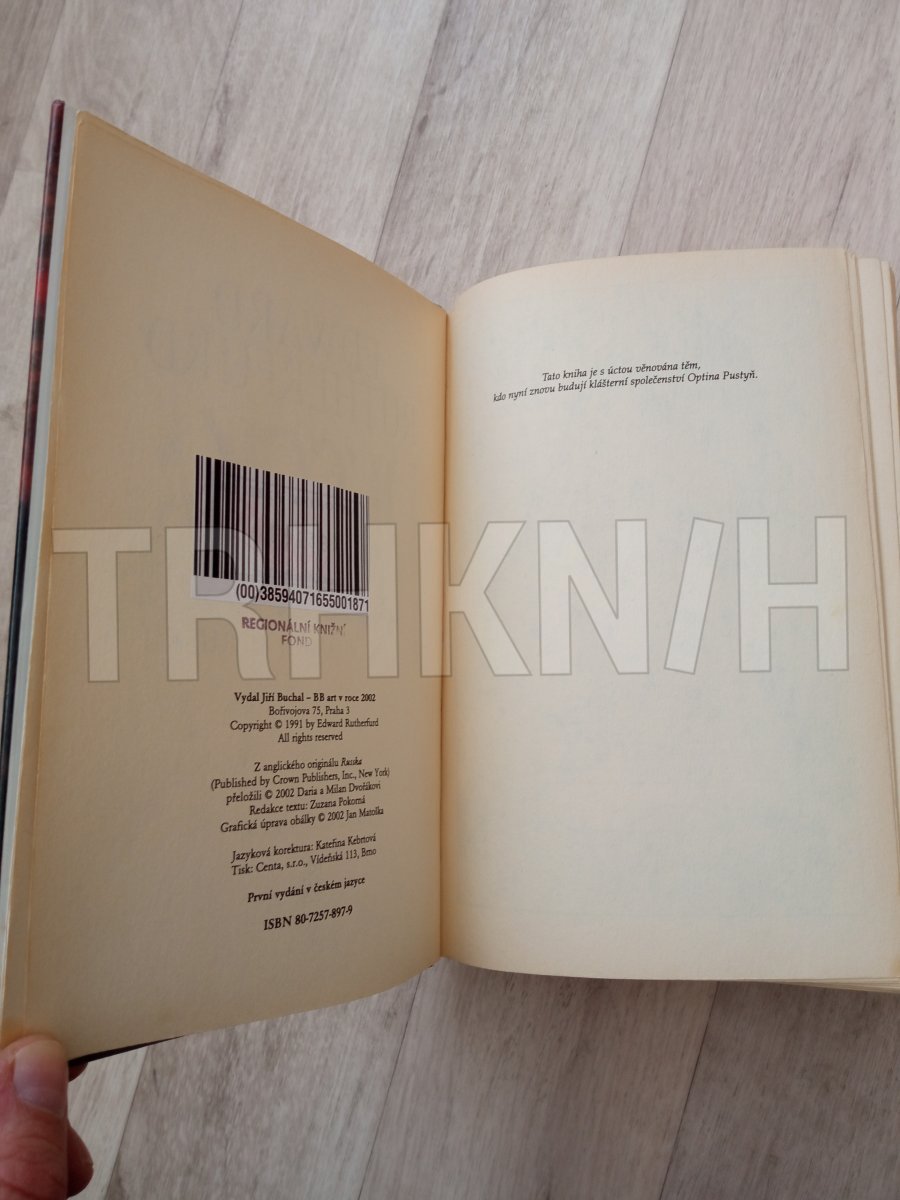 (00)385940716550018​71
REGIONÁLNÍ KNIŽNÍ
FOND
Vydal Jiří Buchal – BB art v roce 2002
Bořivojova 75, Praha 3
Copyright © 1991 by Edward Rutherfurd
All rights reserved
Z anglického originálu Russka
(Published by Crown Publishers, Inc., New York)
přeložili © 2002 Daria a Milan Dvořákovi
Redakce textu: Zuzana Pokorná
Grafická úprava obálky © 2002 Jan Matoška
Jazyková korektura: Kateřina Kebrtová
Tisk: Centa, s.r.o., Vídeňská 113, Brno
První vydání v českém jazyce
ISBN 80-7257-897-9
Tato kniha je s úctou věnována těm,
kdo nyní znovu budují klášterní společenství Optina Pustyň.
TRHKNIH